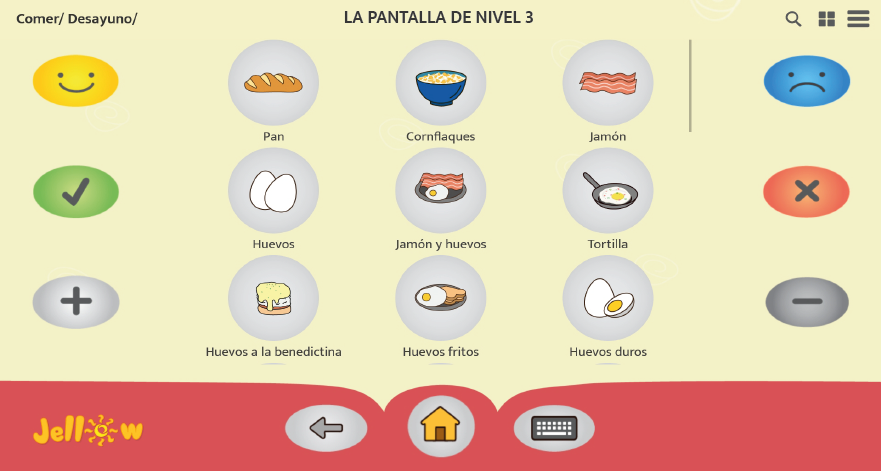 Comer/ Desayuno/
LA PANTALLA DE NIVEL 3
Pan
Cornflaques
Jamón
Huevos
Jamón y huevos
Tortilla
Huevos a la benedictina
Huevos fritos
Huevos duros
Jellow